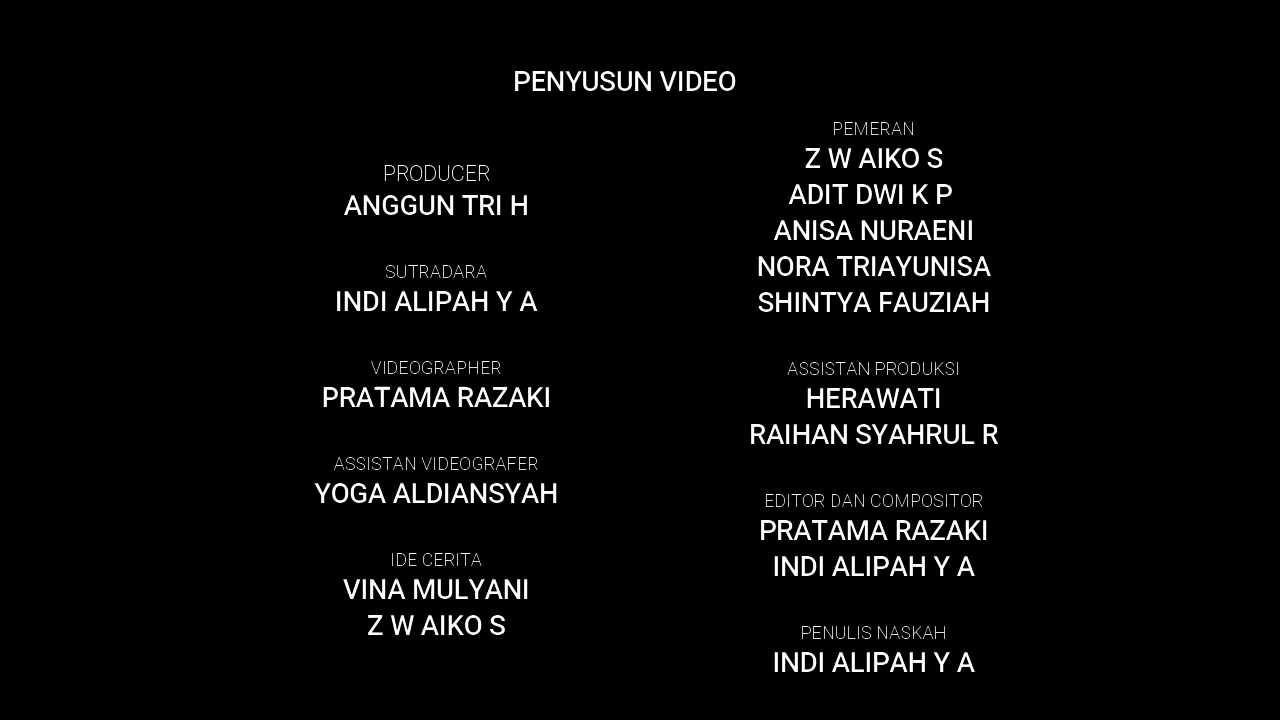 PENYUSUN VIDEO
PRODUCER
ANGGUN TRI H
SUTRADARA
INDI ALIPAH Y A
VIDEOGRAPHER
PRATAMA RAZAKI
ASSISTAN VIDEOGRAFER
YOGA ALDIANSYAH
IDE CERITA
VINA MULYANI
Z W AIKO S
PEMERAN
Z W AIKO S
ADIT DWI K P
ANISA NURAENI
NORA TRIAYUNISA
SHINTYA FAUZIAH
ASSISTAN PRODUKSI
HERAWATI
RAIHAN SYAHRUL R
EDITOR DAN COMPOSITOR
PRATAMA RAZAKI
INDI ALIPAH Y A
PENULIS NASKAH
INDI ALIPAH Y A